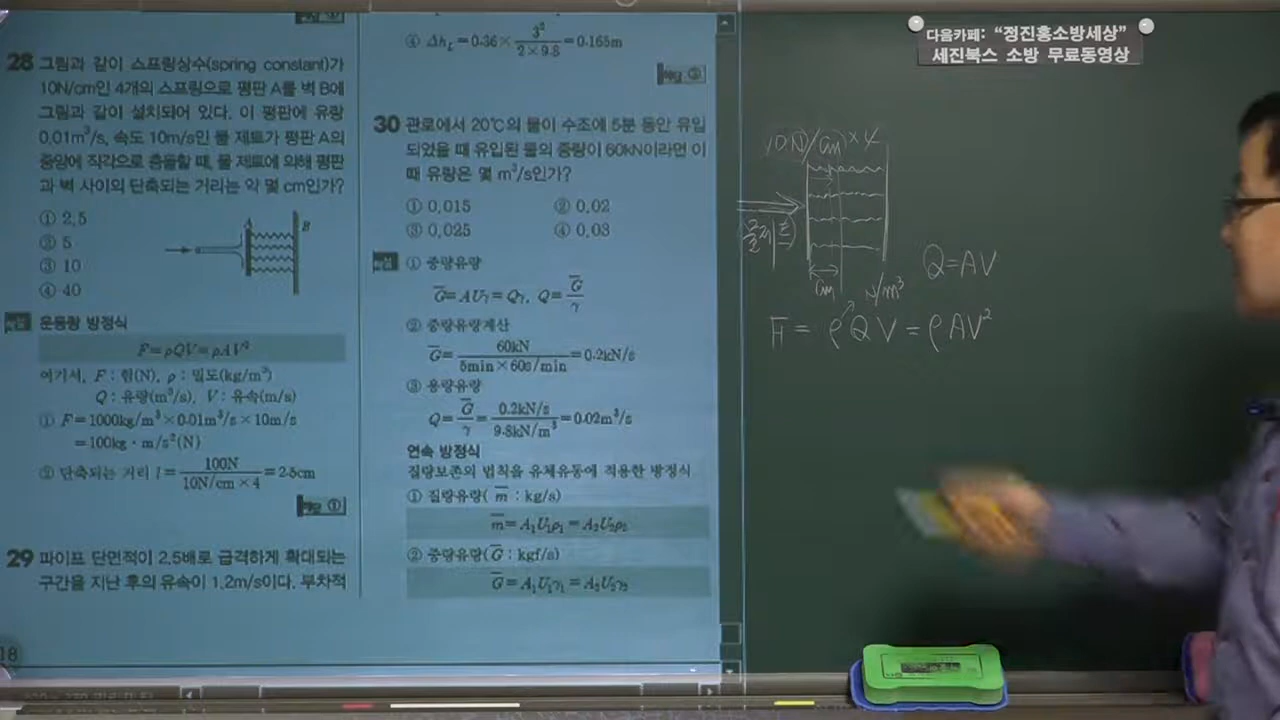 28 그림과 같이 스프링상수(spring constant)가
10N/cm인 4개의 스프링으로 평판 A를 벽 B에
그림과 같이 설치되어 있다. 이 평판에 유량
0.01m³/s, 속도 10m/s인 물 제트가 평판 A의
중앙에 직각으로 충돌할 때, 물 제트에 의해 평판
과 벽 사이의 단축되는 거리는 약 몇 cm인가?
① 2.5
② 5
③ 10
④ 40
A
B
해설 운동량 방정식
F=ρQV=ρAV²
여기서, F : 힘(N), ρ : 밀도(kg/m³)
Q : 유량(m³/s), V : 유속(m/s)
① F=1000kg/m³×0.01m³/s×10m/s
=100kg·m/s²(N)
② 단축되는 거리 l = 100N / 10N/cm × 4 = 2.5cm
해답 ①
29 파이프 단면적이 2.5배로 급격하게 확대되는
구간을 지난 후의 유속이 1.2m/s이다. 부차적
18
④ Δh_L = 0.36× 3² / 2×9.8 = 0.165m
해답 ③
30 관로에서 20℃의 물이 수조에 5분 동안 유입
되었을 때 유입된 물의 중량이 60kN이라면 이
때 유량은 몇 m³/s인가?
① 0.015 ② 0.02
③ 0.025 ④ 0.03
해설 ① 중량유량
G̅ = AUγ = Qγ, Q = G̅ / γ
② 중량유량계산
G̅ = 60kN / 5min×60s/min = 0.2kN/s
③ 용량유량
Q = G̅ / γ = 0.2kN/s / 9.8kN/m³ = 0.02m³/s
연속 방정식
질량보존의 법칙을 유체유동에 적용한 방정식
① 질량유량( m̅ : kg/s)
m̅ = A₁U₁ρ₁ = A₂U₂ρ₂
② 중량유량(G̅ : kgf/s)
G̅ = A₁U₁γ₁ = A₂U₂γ₂
다음카페: "정진홍소방세상"
세진북스 소방 무료동영상
10N/cm × 4
cm
Q=AV
N/m³
F = ρQV = ρAV²